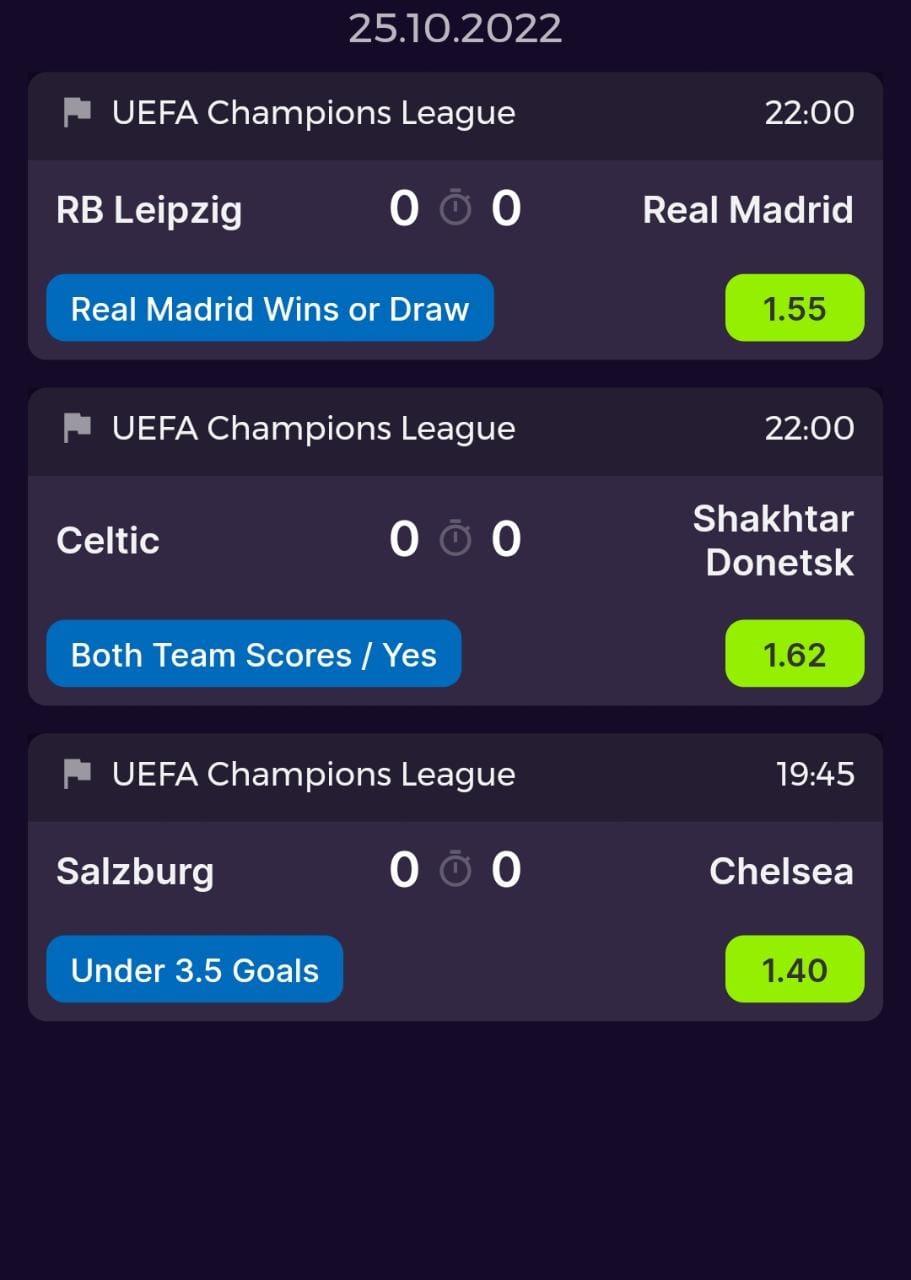 25.10.2022
UEFA Champions League 22:00
RB Leipzig 0 0 Real Madrid
Real Madrid Wins or Draw 1.55
UEFA Champions League 22:00
Celtic 0 0 Shakhtar
Donetsk
Both Team Scores / Yes 1.62
UEFA Champions League 19:45
Salzburg 0 0 Chelsea
Under 3.5 Goals 1.40